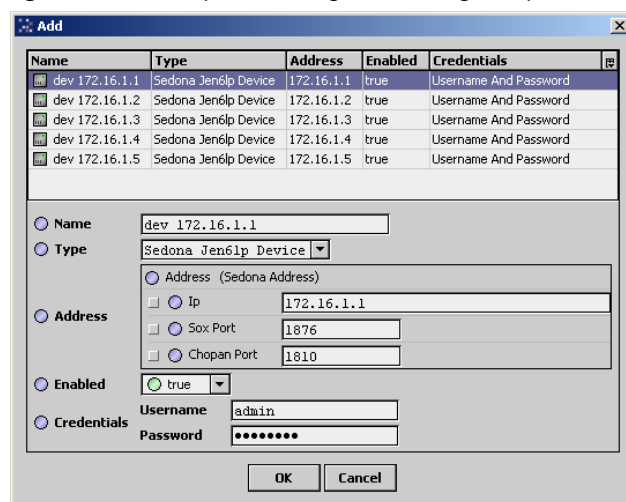 Add
Name Type Address Enabled Credentials
dev 172.16.1.1 Sedona Jen6lp Device 172.16.1.1 true Username And Password
dev 172.16.1.2 Sedona Jen6lp Device 172.16.1.2 true Username And Password
dev 172.16.1.3 Sedona Jen6lp Device 172.16.1.3 true Username And Password
dev 172.16.1.4 Sedona Jen6lp Device 172.16.1.4 true Username And Password
dev 172.16.1.5 Sedona Jen6lp Device 172.16.1.5 true Username And Password
Name dev 172.16.1.1
Type Sedona Jen6lp Device
Address (Sedona Address)
Ip 172.16.1.1
Address
Sox Port 1876
Chopan Port 1810
Enabled true
Username admin
Credentials
Password ••••••••
OK Cancel